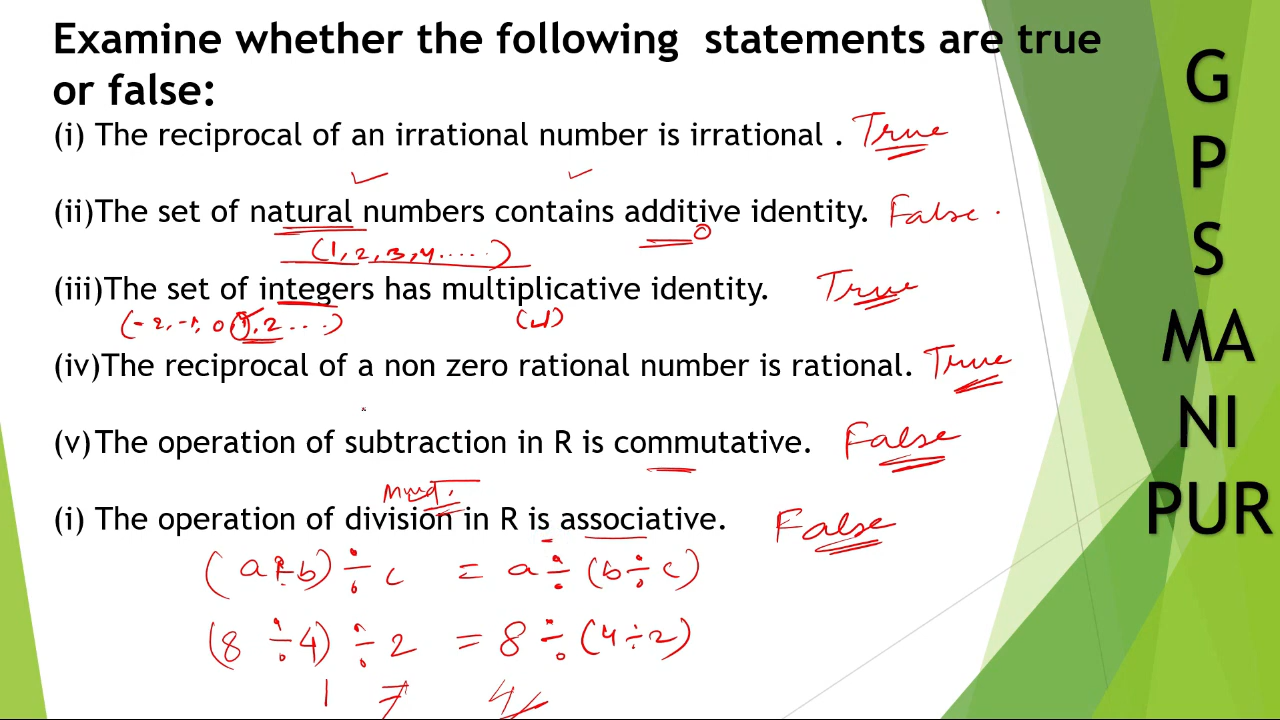 Examine whether the following statements are true
or false:
(i) The reciprocal of an irrational number is irrational . True
(ii)The set of natural numbers contains additive identity. False .
0
(1,2,3,4.....)
(iii)The set of integers has multiplicative identity. True
(-2,-1, 0,1,2...)
(iv)The reciprocal of a non zero rational number is rational. True
(v)The operation of subtraction in R is commutative. False
(i) The operation of division in R is associative. False
(a÷b) ÷ c = a ÷ (b ÷ c)
(8 ÷4) ÷ 2 = 8 ÷ (4÷2)
1 ≠ 4
G
P
S
MA
NI
PUR